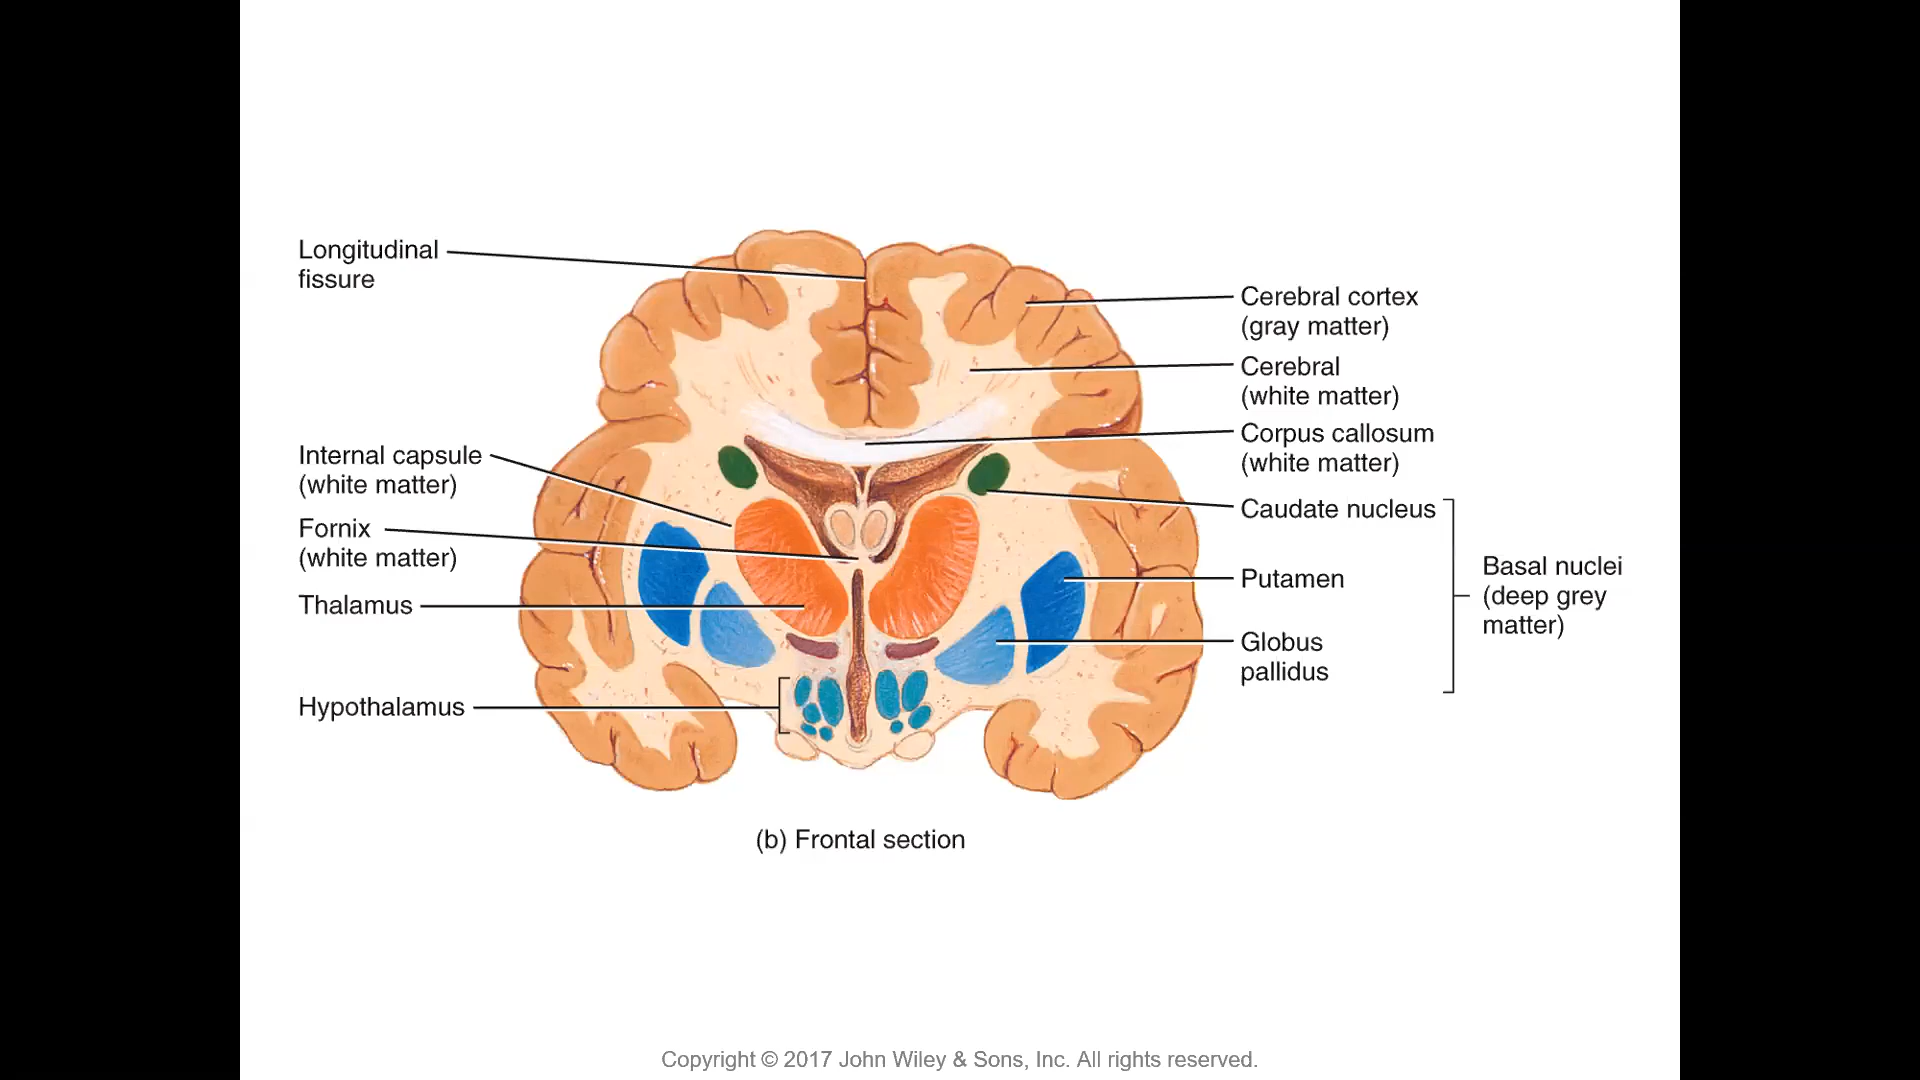 Longitudinal
fissure
Internal capsule
(white matter)
Fornix
(white matter)
Thalamus
Hypothalamus
Cerebral cortex
(gray matter)
Cerebral
(white matter)
Corpus callosum
(white matter)
Caudate nucleus
Putamen
Globus
pallidus
Basal nuclei
(deep grey
matter)
(b) Frontal section
Copyright © 2017 John Wiley & Sons, Inc. All rights reserved.